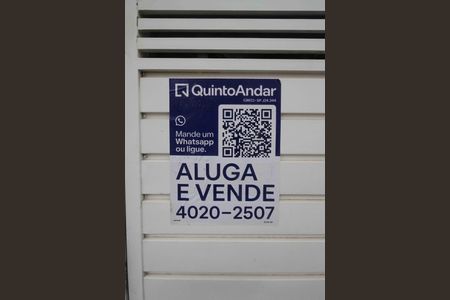 QuintoAndar
Mande um
Whatsapp
ou ligue.
ALUGA
E VENDE
4020-2507